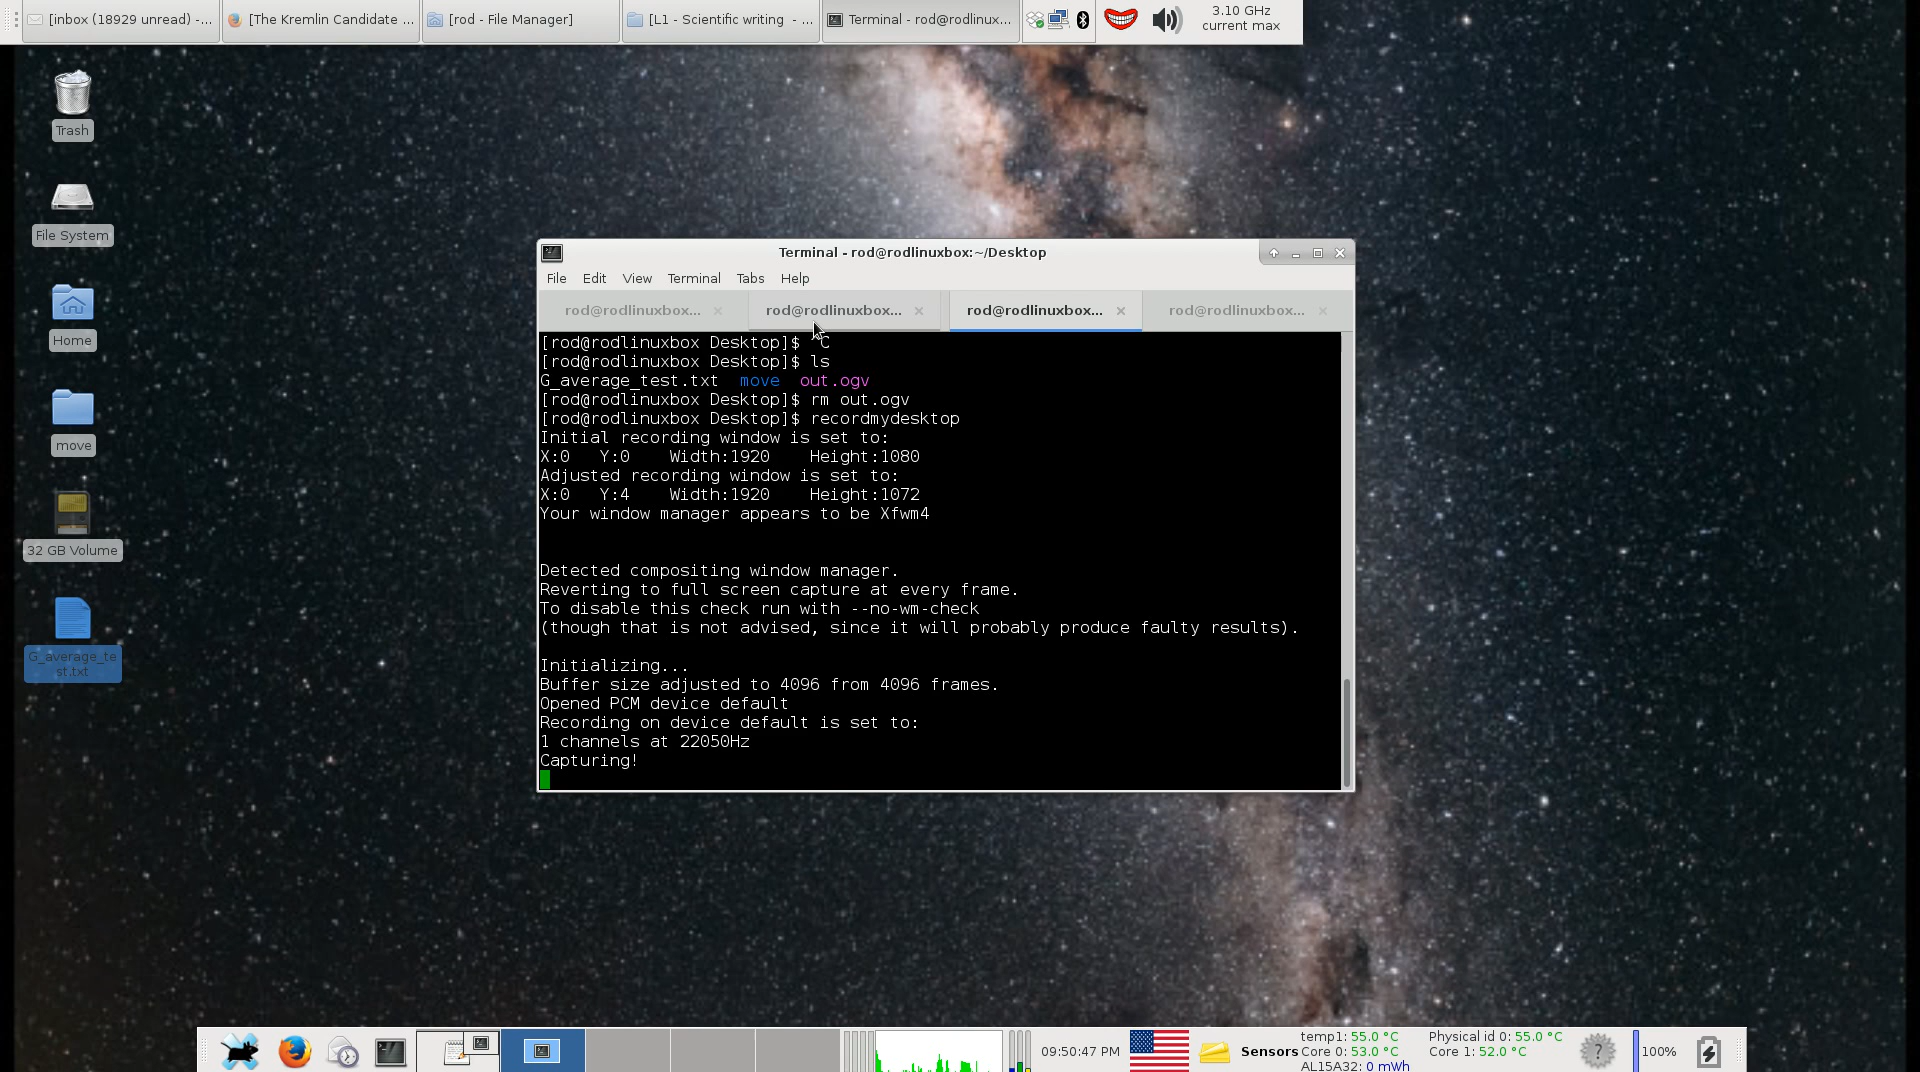 [inbox (18929 unread) -...
[The Kremlin Candidate ...
[rod - File Manager]
[L1 - Scientific writing - ...
Terminal - rod@rodlinux...
3.10 GHz
current max
Trash
File System
Home
move
32 GB Volume
G_average_te
st.txt
Terminal - rod@rodlinuxbox:~/Desktop
File Edit View Terminal Tabs Help
rod@rodlinuxbox... rod@rodlinuxbox... rod@rodlinuxbox... rod@rodlinuxbox...
[rod@rodlinuxbox Desktop]$ C
[rod@rodlinuxbox Desktop]$ ls
G_average_test.txt move out.ogv
[rod@rodlinuxbox Desktop]$ rm out.ogv
[rod@rodlinuxbox Desktop]$ recordmydesktop
Initial recording window is set to:
X:0 Y:0 Width:1920 Height:1080
Adjusted recording window is set to:
X:0 Y:4 Width:1920 Height:1072
Your window manager appears to be Xfwm4
Detected compositing window manager.
Reverting to full screen capture at every frame.
To disable this check run with --no-wm-check
(though that is not advised, since it will probably produce faulty results).
Initializing...
Buffer size adjusted to 4096 from 4096 frames.
Opened PCM device default
Recording on device default is set to:
1 channels at 22050Hz
Capturing!
09:50:47 PM
Sensors
temp1: 55.0 °C Physical id 0: 55.0 °C
Core 0: 53.0 °C Core 1: 52.0 °C
AL15A32: 0 mWh
?
100%